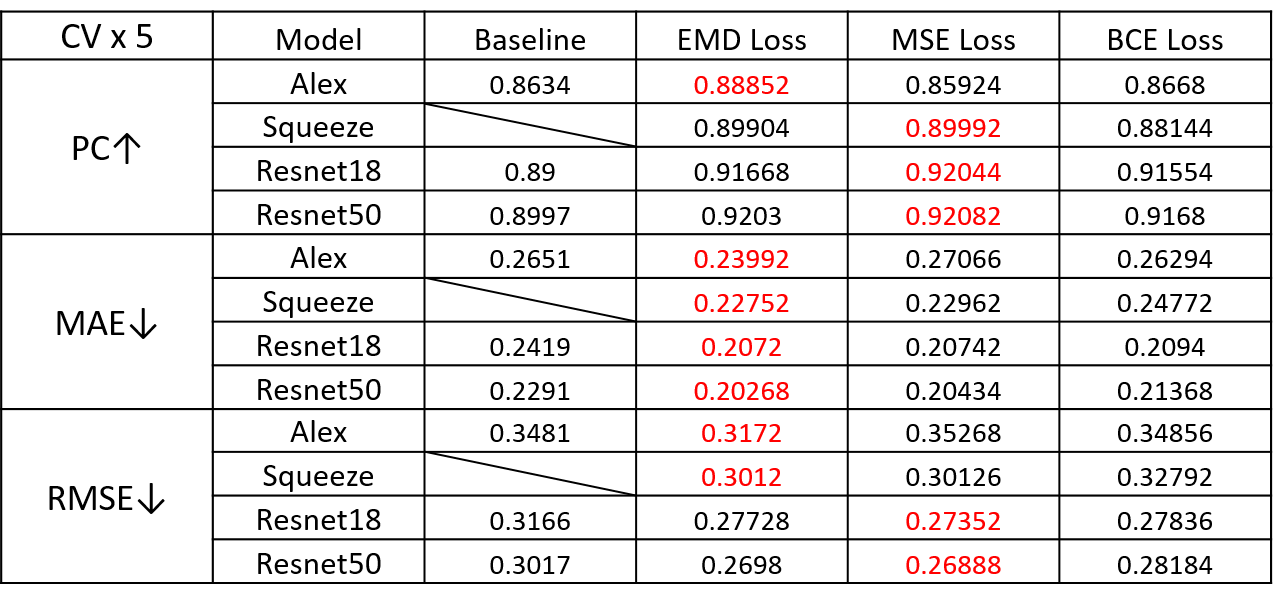 CV x 5 Model Baseline EMD Loss MSE Loss BCE Loss
PC↑ Alex 0.8634 0.88852 0.85924 0.8668
Squeeze 0.89904 0.89992 0.88144
Resnet18 0.89 0.91668 0.92044 0.91554
Resnet50 0.8997 0.9203 0.92082 0.9168
MAE↓ Alex 0.2651 0.23992 0.27066 0.26294
Squeeze 0.22752 0.22962 0.24772
Resnet18 0.2419 0.2072 0.20742 0.2094
Resnet50 0.2291 0.20268 0.20434 0.21368
RMSE↓ Alex 0.3481 0.3172 0.35268 0.34856
Squeeze 0.3012 0.30126 0.32792
Resnet18 0.3166 0.27728 0.27352 0.27836
Resnet50 0.3017 0.2698 0.26888 0.28184